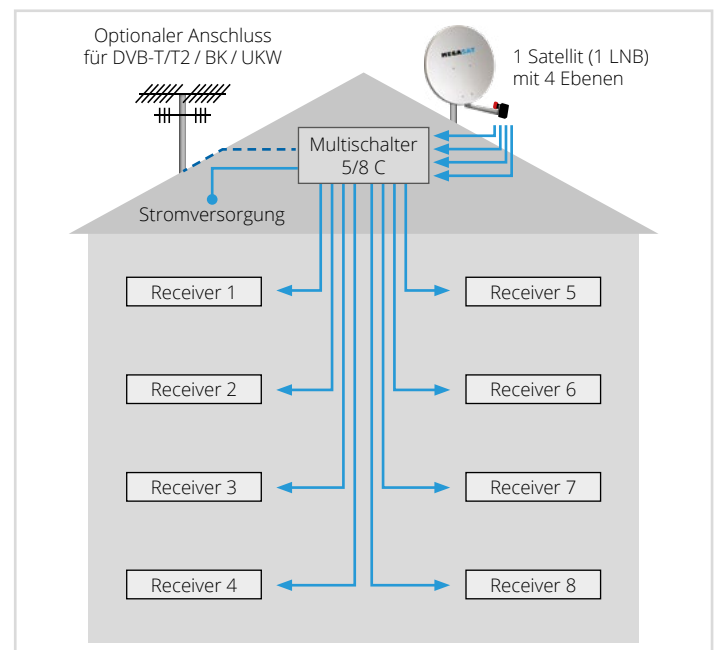 Optionaler Anschluss
für DVB-T/T2 / BK / UKW
MEGASAT
1 Satellit (1 LNB)
mit 4 Ebenen
Multischalter
5/8 C
Stromversorgung
Receiver 1
Receiver 5
Receiver 2
Receiver 6
Receiver 3
Receiver 7
Receiver 4
Receiver 8